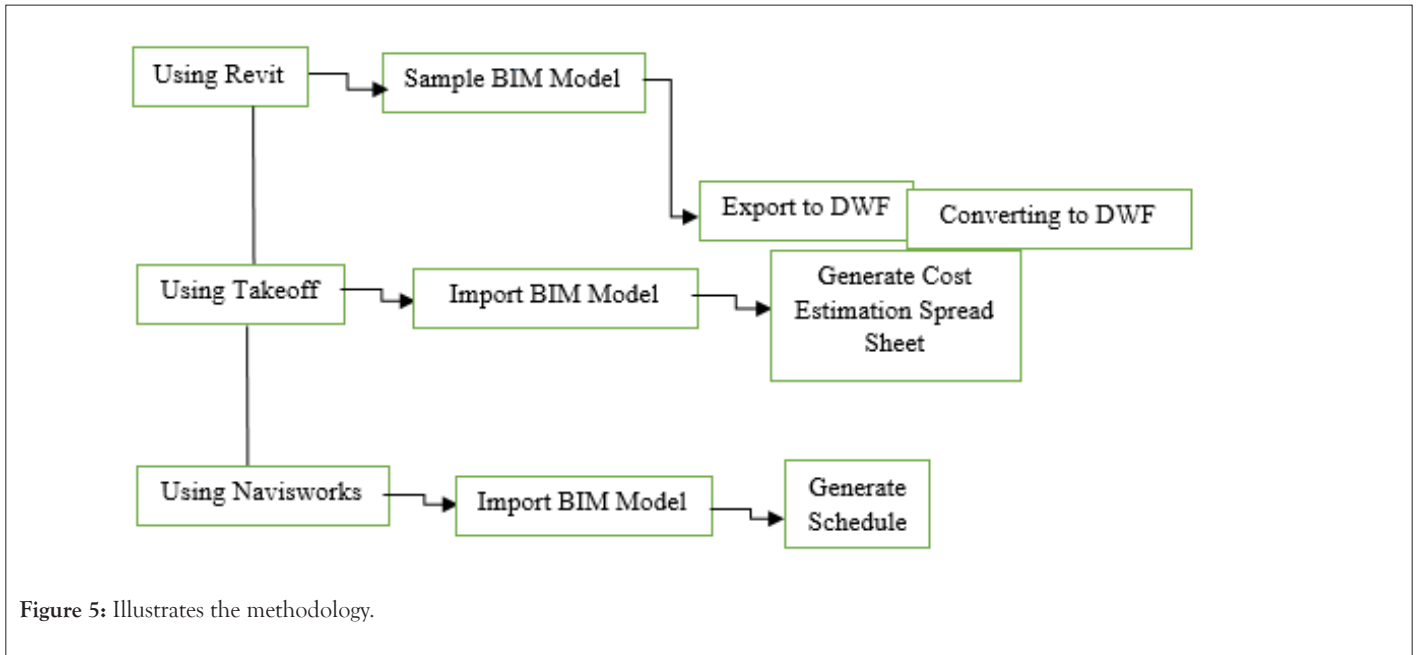 Using Revit
Sample BIM Model
Export to DWF
Converting to DWF
Using Takeoff
Import BIM Model
Generate Cost
Estimation Spread
Sheet
Using Navisworks
Import BIM Model
Generate
Schedule
Figure 5: Illustrates the methodology.